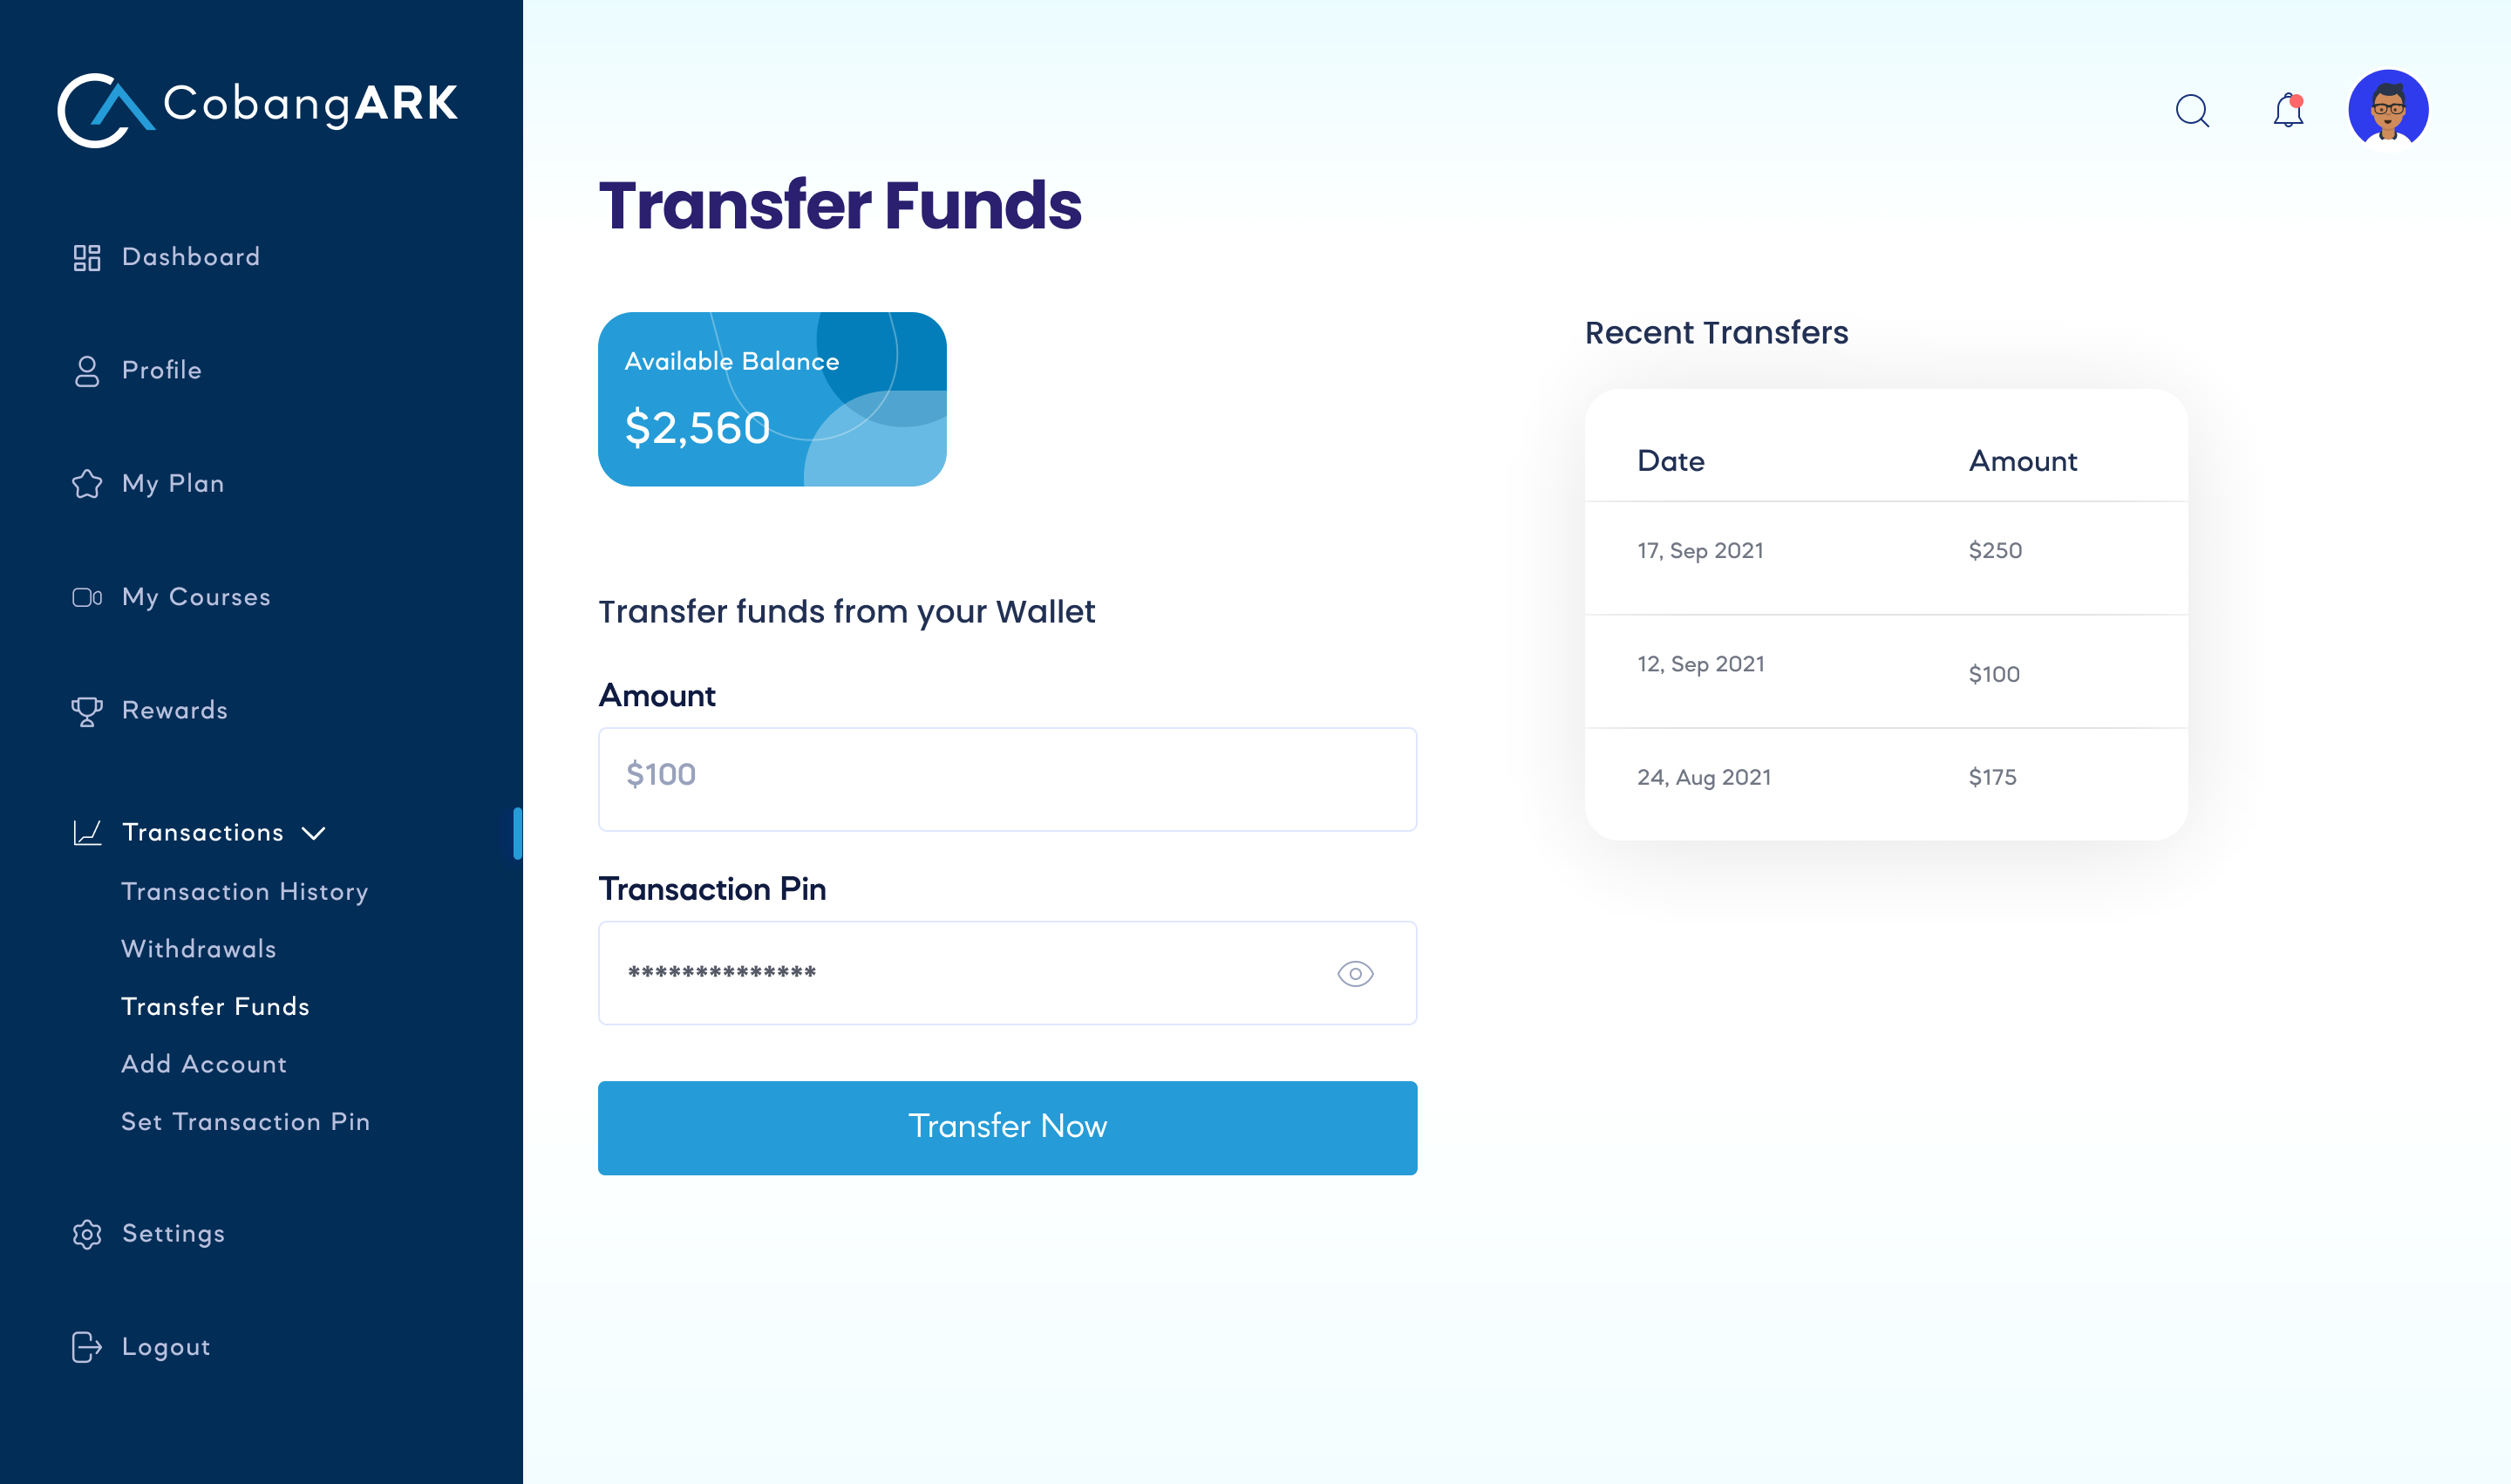 CobangARK
Dashboard
Profile
My Plan
My Courses
Rewards
Transactions
Transaction History
Withdrawals
Transfer Funds
Add Account
Set Transaction Pin
Settings
Logout
Transfer Funds
Available Balance
$2,560
Transfer funds from your Wallet
Amount
$100
Transaction Pin
**************
Transfer Now
Recent Transfers
Date Amount
17, Sep 2021 $250
12, Sep 2021 $100
24, Aug 2021 $175